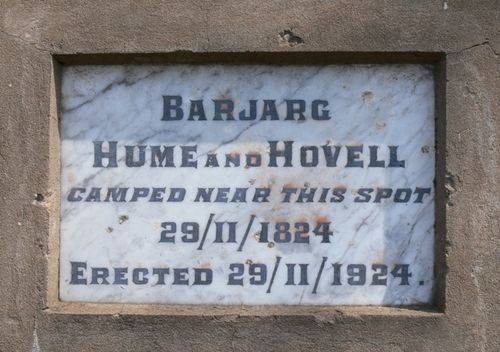 BARJARG
HUME AND HOVELL
CAMPED NEAR THIS SPOT
29/11/1824
ERECTED 29/11/1924.